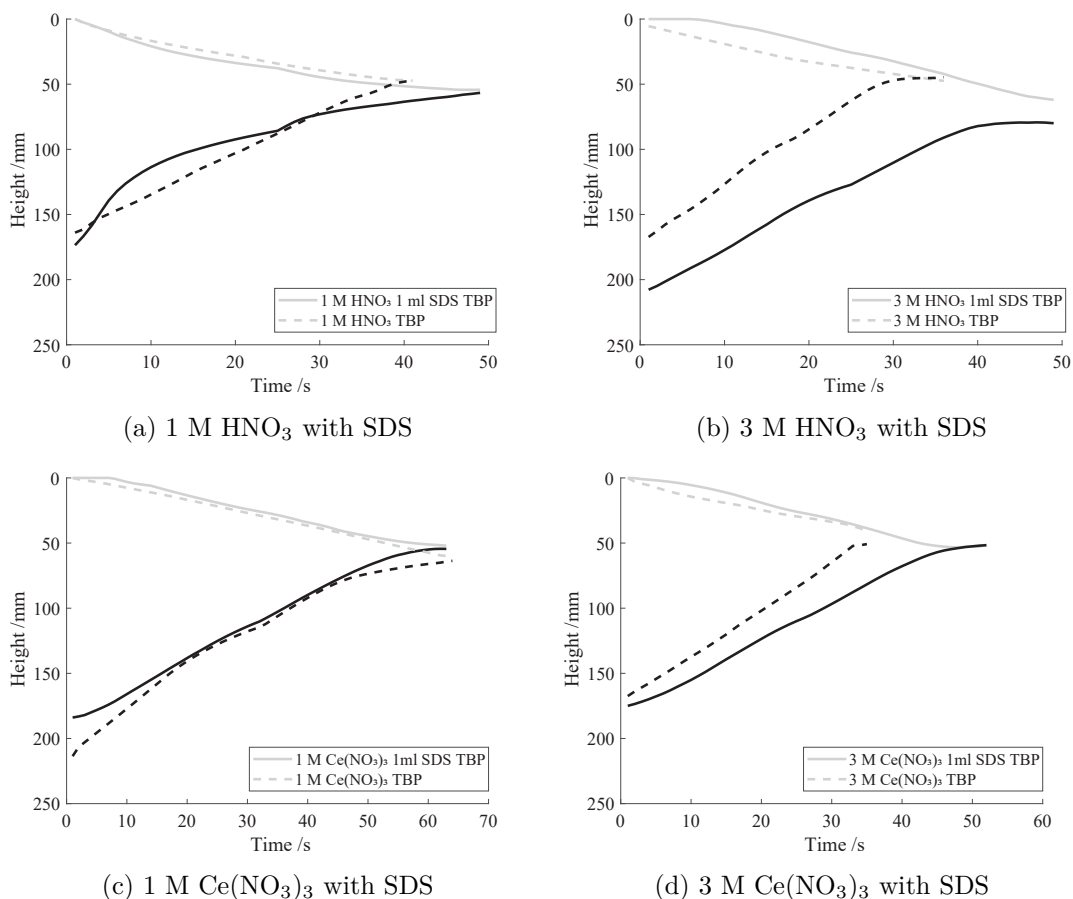 0
50
100
150
200
250
Height /mm
0
10
20
30
40
50
Time /s
1 M HNO₃ 1 ml SDS TBP
1 M HNO₃ TBP
(a) 1 M HNO₃ with SDS
0
50
100
150
200
250
Height /mm
0
10
20
30
40
50
Time /s
3 M HNO₃ 1ml SDS TBP
3 M HNO₃ TBP
(b) 3 M HNO₃ with SDS
0
50
100
150
200
250
Height /mm
0
10
20
30
40
50
60
70
Time /s
1 M Ce(NO₃)₃ 1ml SDS TBP
1 M Ce(NO₃)₃ TBP
(c) 1 M Ce(NO₃)₃ with SDS
0
50
100
150
200
250
Height /mm
0
10
20
30
40
50
60
Time /s
3 M Ce(NO₃)₃ 1ml SDS TBP
3 M Ce(NO₃)₃ TBP
(d) 3 M Ce(NO₃)₃ with SDS